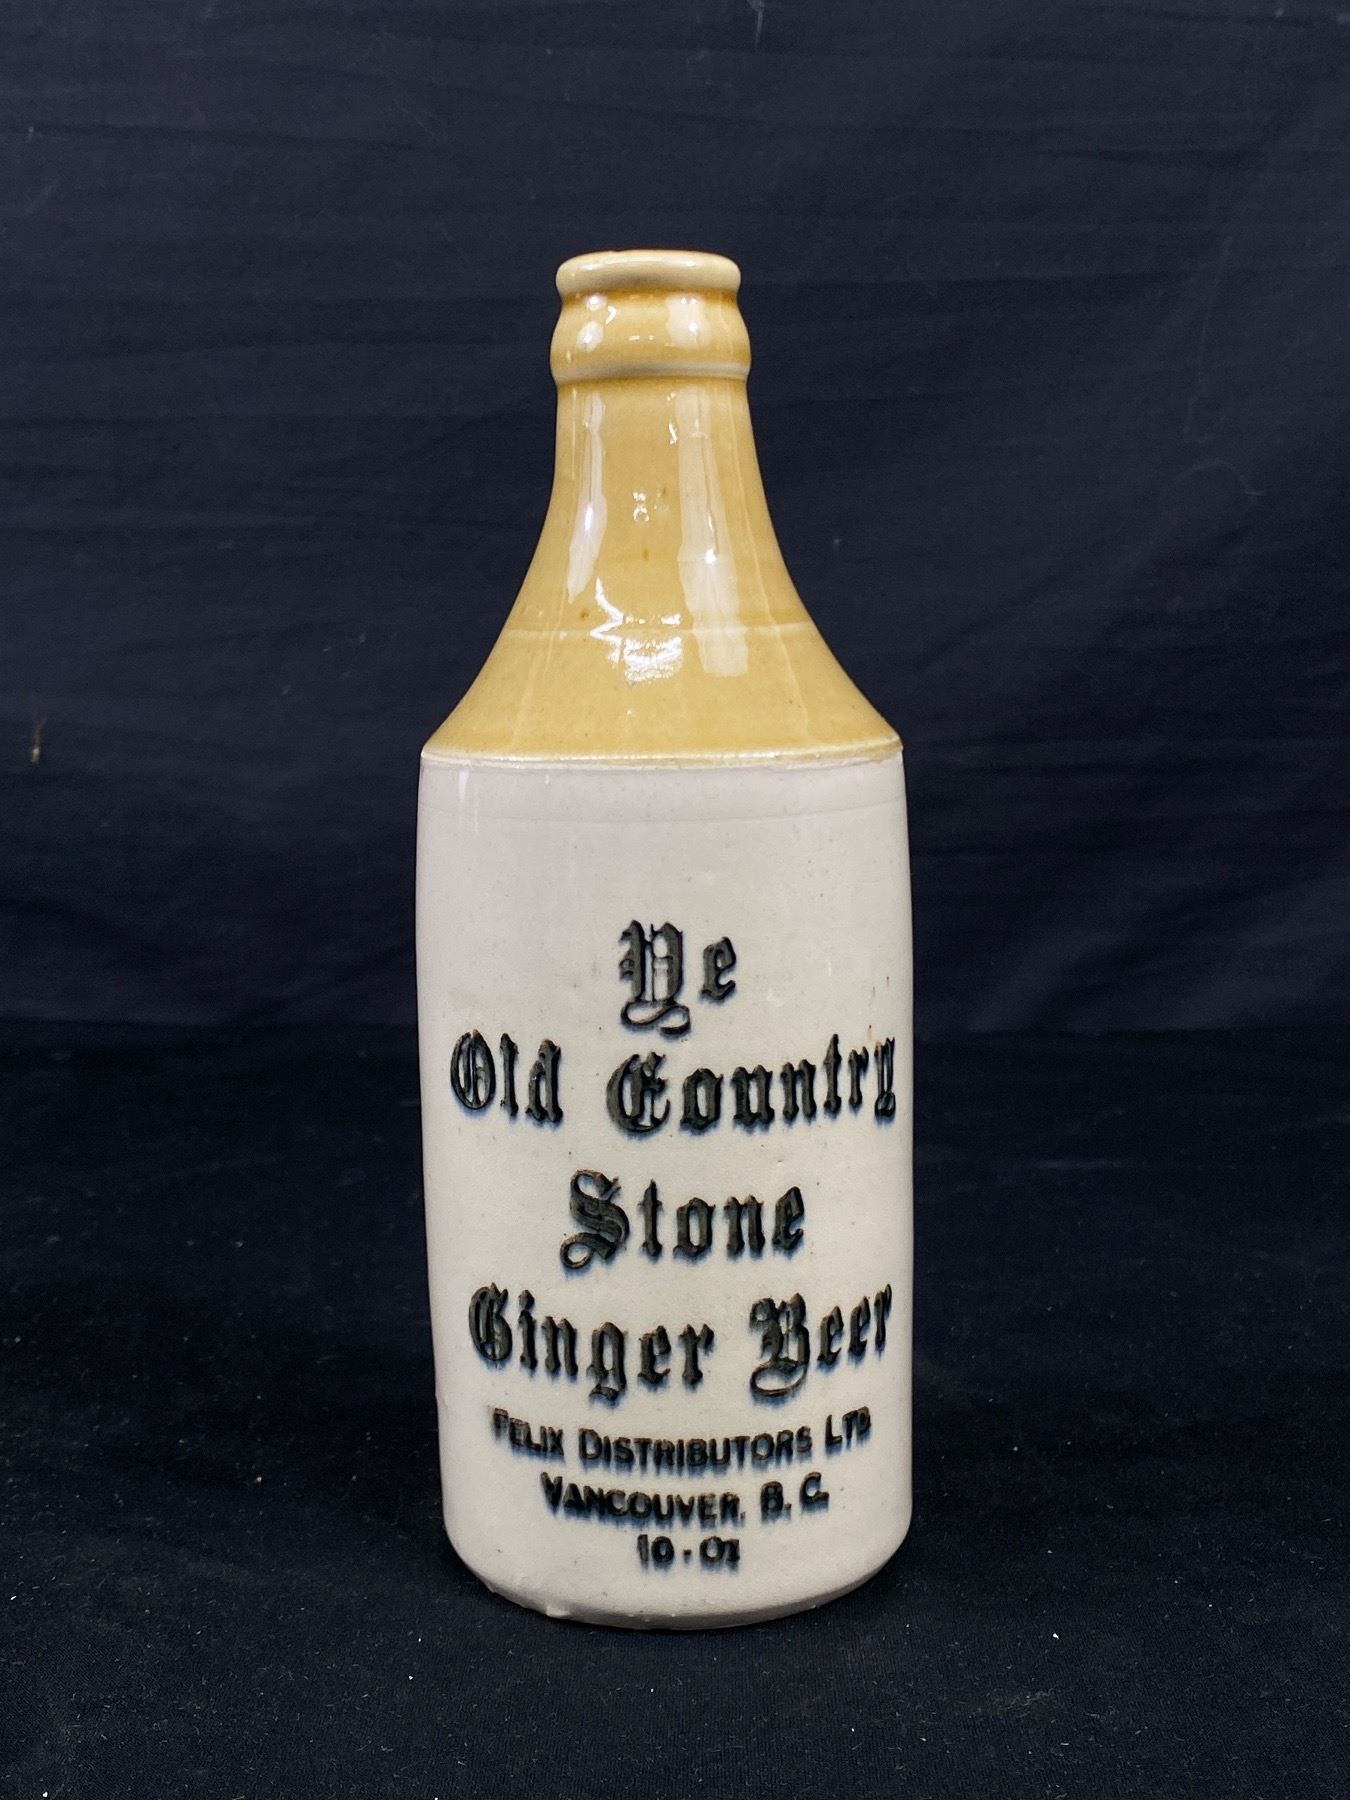 Ye
Old Country
Stone
Ginger Beer
FELIX DISTRIBUTORS LTD
VANCOUVER, B. C.
10 - OZ